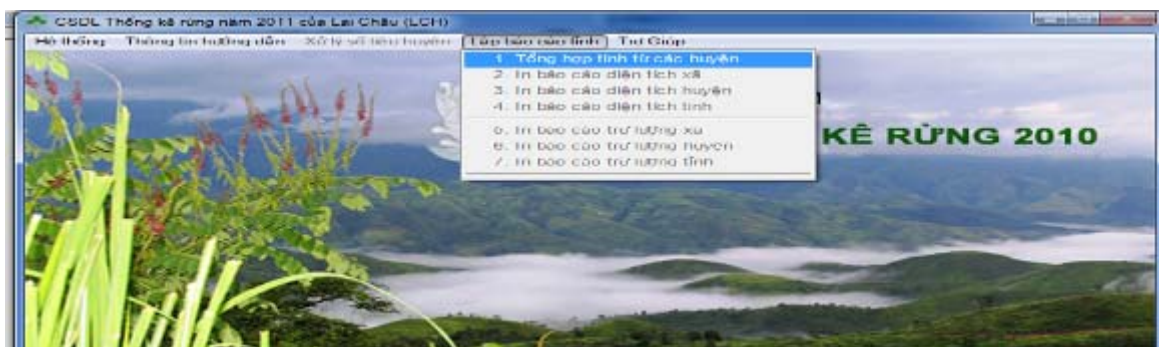 CSDL Thống kê rừng năm 2011 của Lai Châu (LCH)
Hệ thống Thông tin hướng dẫn Xử lý số liệu huyện Lập báo cáo tỉnh Trợ Giúp
1. Tổng hợp tỉnh từ các huyện
2. In báo cáo diện tích xã
3. In báo cáo diện tích huyện
4. In báo cáo diện tích tỉnh
5. In báo cáo trữ lượng xã
6. In báo cáo trữ lượng huyện
7. In báo cáo trữ lượng tỉnh
KÊ RỪNG 2010